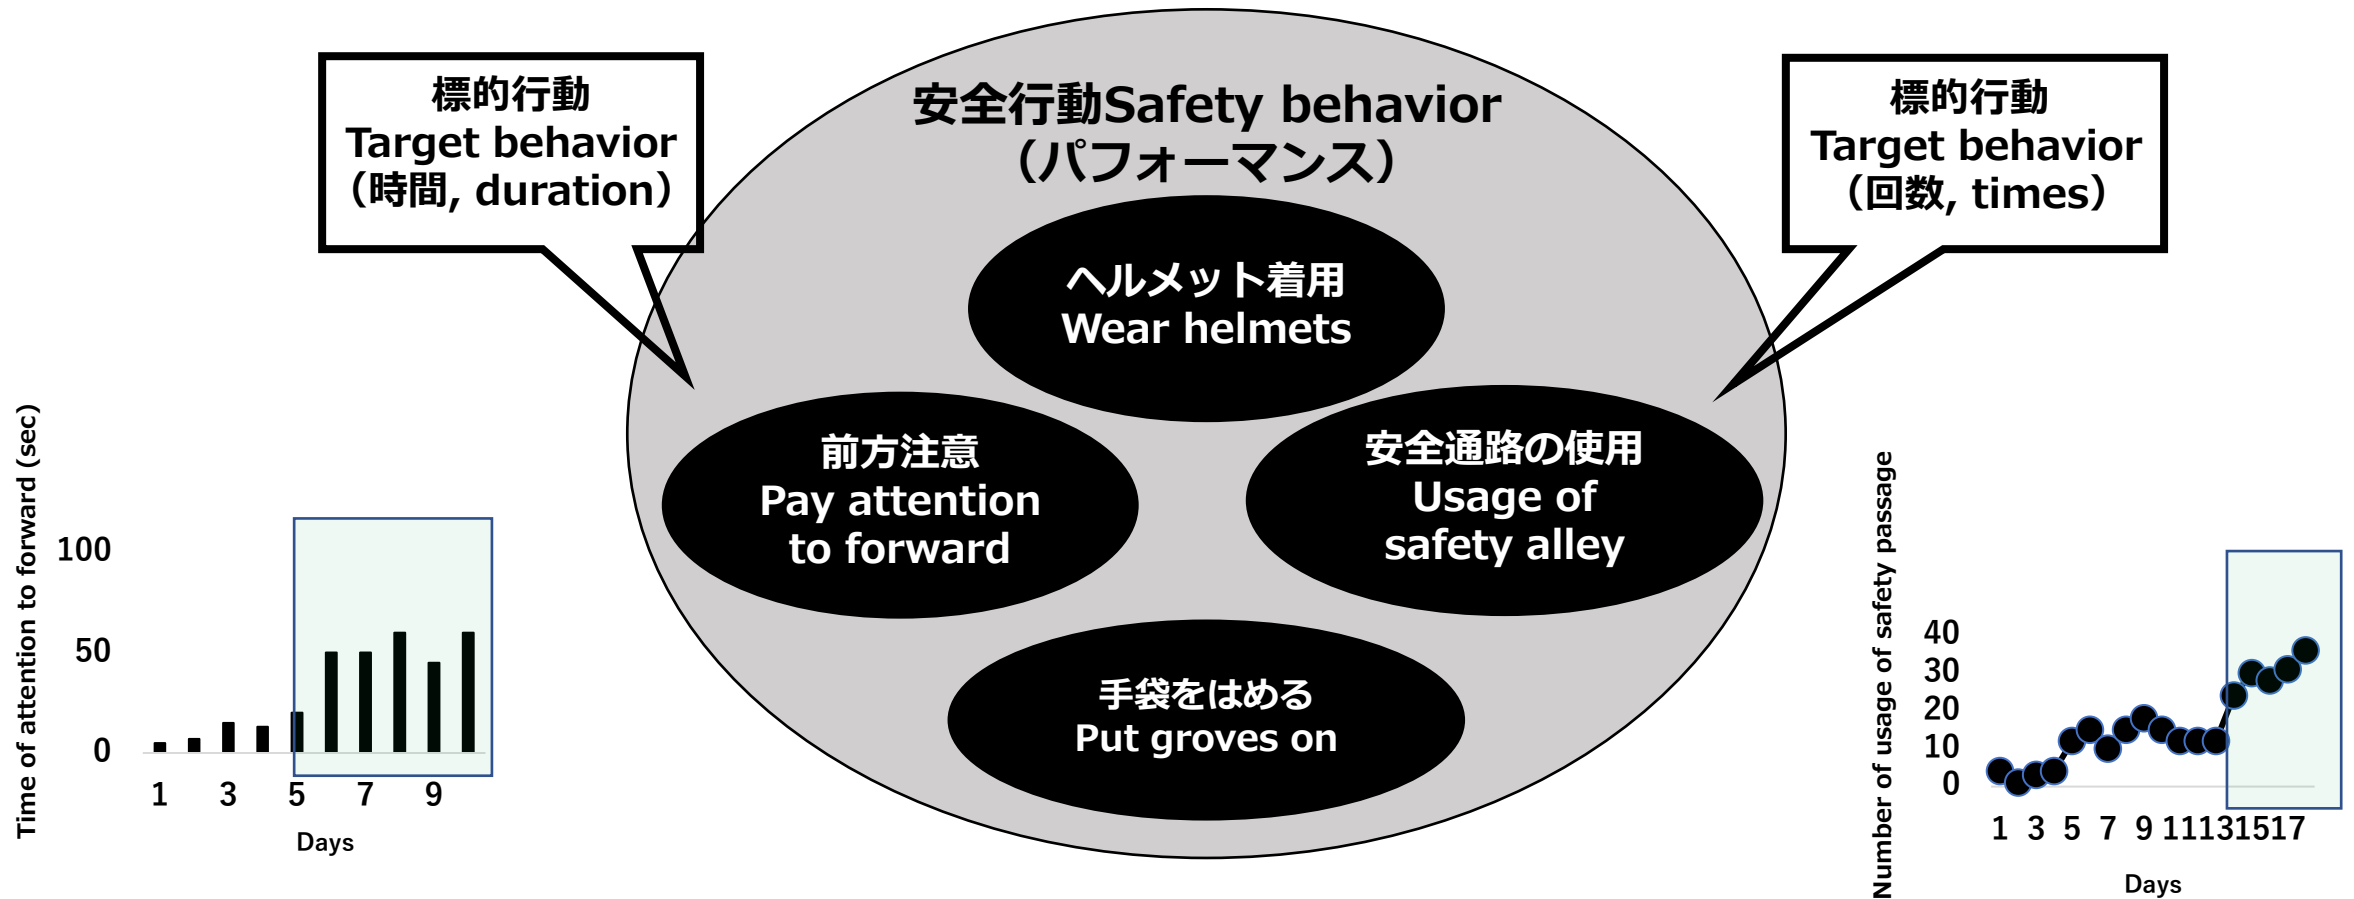 標的行動
Target behavior
（時間, duration）
安全行動Safety behavior
（パフォーマンス）
標的行動
Target behavior
（回数, times）
ヘルメット着用
Wear helmets
前方注意
Pay attention
to forward
安全通路の使用
Usage of
safety alley
手袋をはめる
Put groves on
Time of attention to forward (sec)
100
50
0
1 3 5 7 9
Days
Number of usage of safety passage
40
30
20
10
0
1 3 5 7 9 11 13 15 17
Days